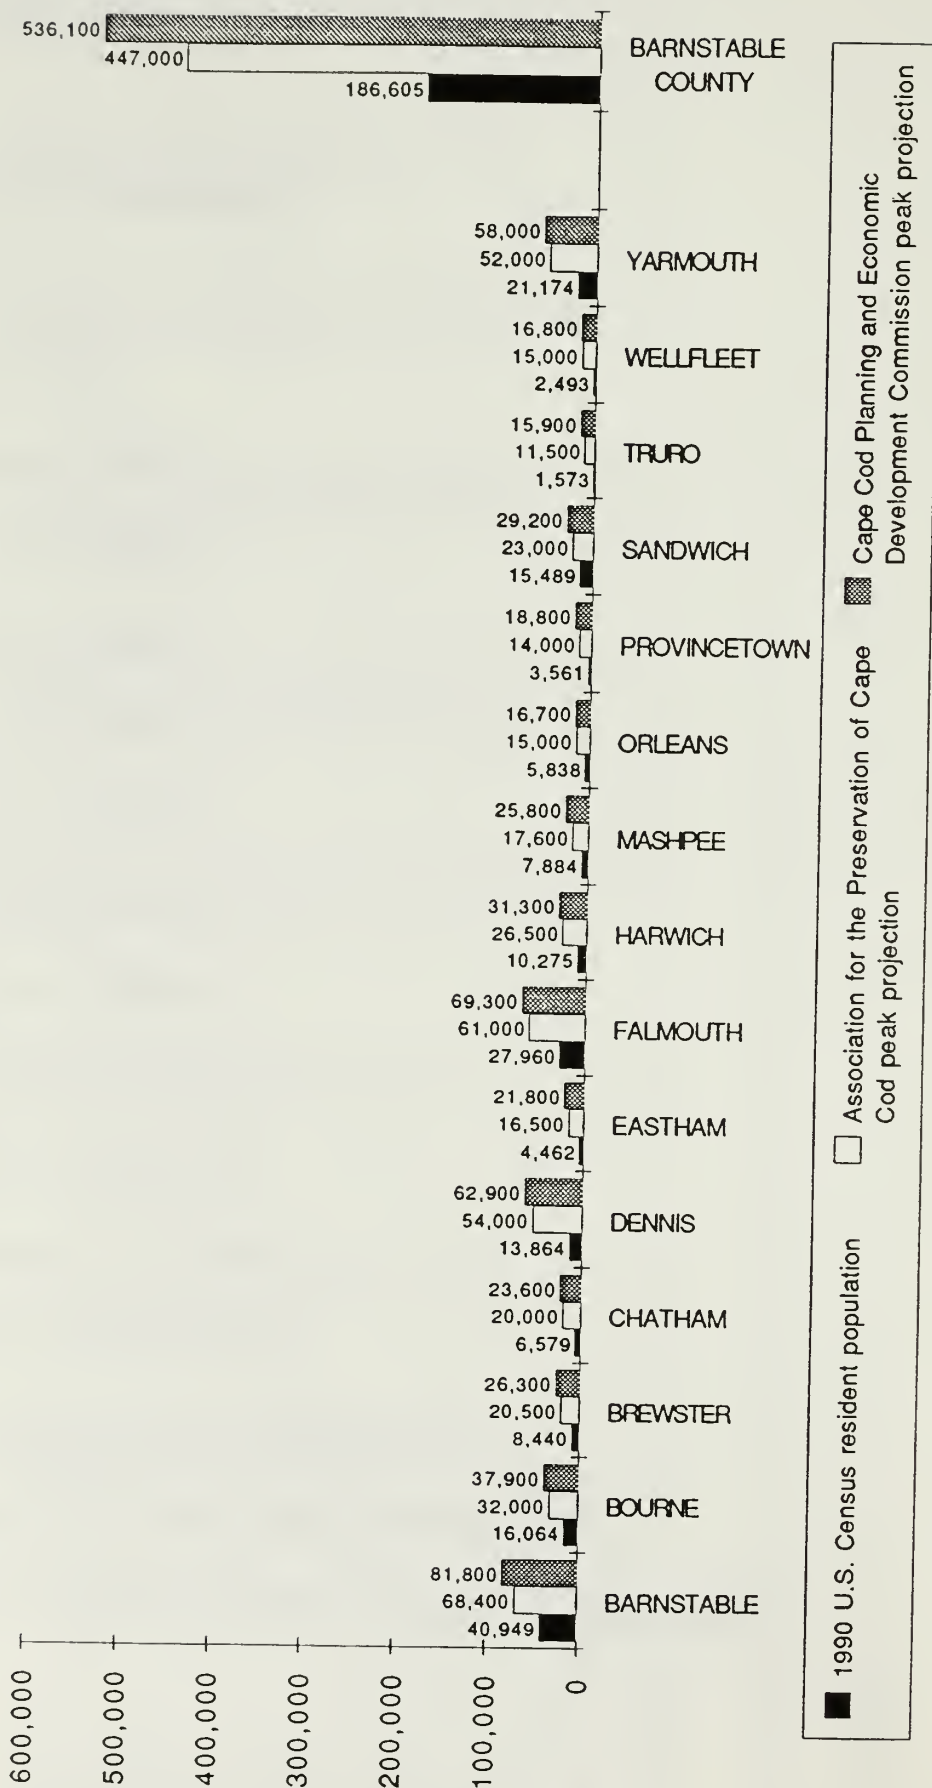 536,100
447,000
186,605
BARNSTABLE
COUNTY
58,000
52,000
21,174
YARMOUTH
16,800
15,000
2,493
WELLFLEET
15,900
11,500
1,573
TRURO
29,200
23,000
15,489
SANDWICH
18,800
14,000
3,561
PROVINCETOWN
16,700
15,000
5,838
ORLEANS
25,800
17,600
7,884
MASHPEE
31,300
26,500
10,275
HARWICH
69,300
61,000
27,960
FALMOUTH
21,800
16,500
4,462
EASTHAM
62,900
54,000
13,864
DENNIS
23,600
20,000
6,579
CHATHAM
26,300
20,500
8,440
BREWSTER
37,900
32,000
16,064
BOURNE
81,800
68,400
40,949
BARNSTABLE
600,000
500,000
400,000
300,000
200,000
100,000
0
1990 U.S. Census resident population
Association for the Preservation of Cape
Cod peak projection
Cape Cod Planning and Economic
Development Commission peak projection